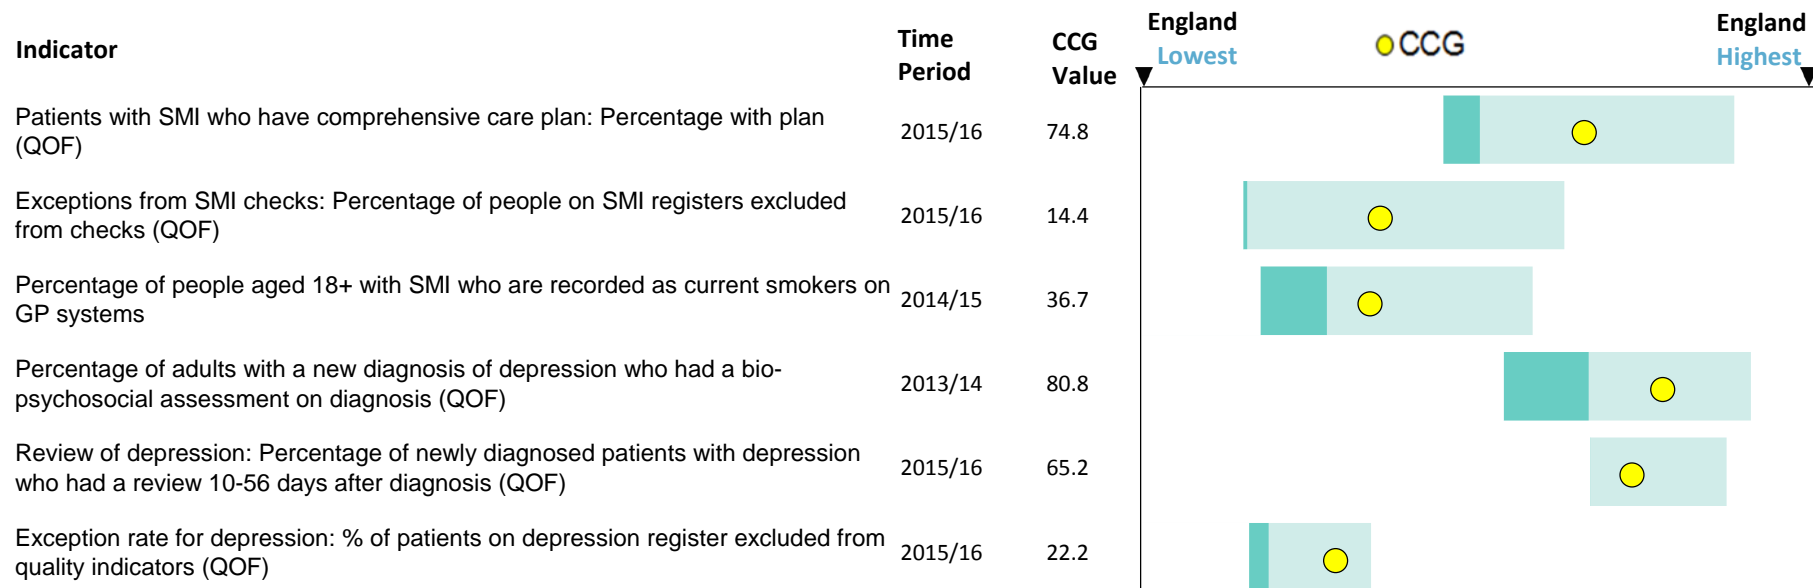 Indicator
Time Period
CCG Value
England Lowest
CCG
England Highest
Patients with SMI who have comprehensive care plan: Percentage with plan
(QOF)
2015/16
74.8
Exceptions from SMI checks: Percentage of people on SMI registers excluded
from checks (QOF)
2015/16
14.4
Percentage of people aged 18+ with SMI who are recorded as current smokers on
GP systems
2014/15
36.7
Percentage of adults with a new diagnosis of depression who had a bio-
psychosocial assessment on diagnosis (QOF)
2013/14
80.8
Review of depression: Percentage of newly diagnosed patients with depression
who had a review 10-56 days after diagnosis (QOF)
2015/16
65.2
Exception rate for depression: % of patients on depression register excluded from
quality indicators (QOF)
2015/16
22.2